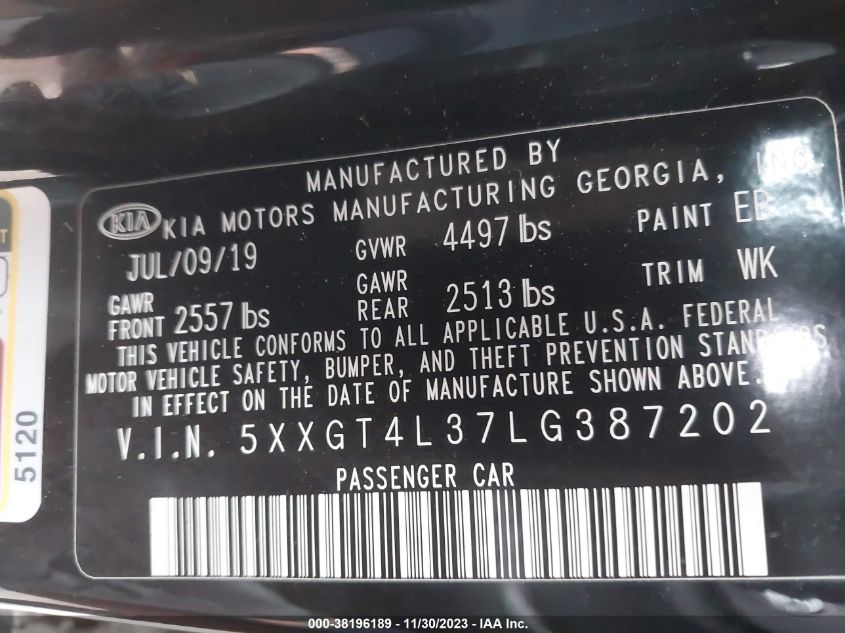 MANUFACTURED BY
KIA KIA MOTORS MANUFACTURING GEORGIA, INC.
JUL/09/19 GVWR 4497 lbs PAINT EB
GAWR FRONT 2557 lbs GAWR REAR 2513 lbs TRIM WK
THIS VEHICLE CONFORMS TO ALL APPLICABLE U.S.A. FEDERAL
MOTOR VEHICLE SAFETY, BUMPER, AND THEFT PREVENTION STANDARDS
IN EFFECT ON THE DATE OF MANUFACTURE SHOWN ABOVE.
V.I.N. 5XXGT4L37LG387202
PASSENGER CAR
5120
000-38196189 - 11/30/2023 - IAA Inc.